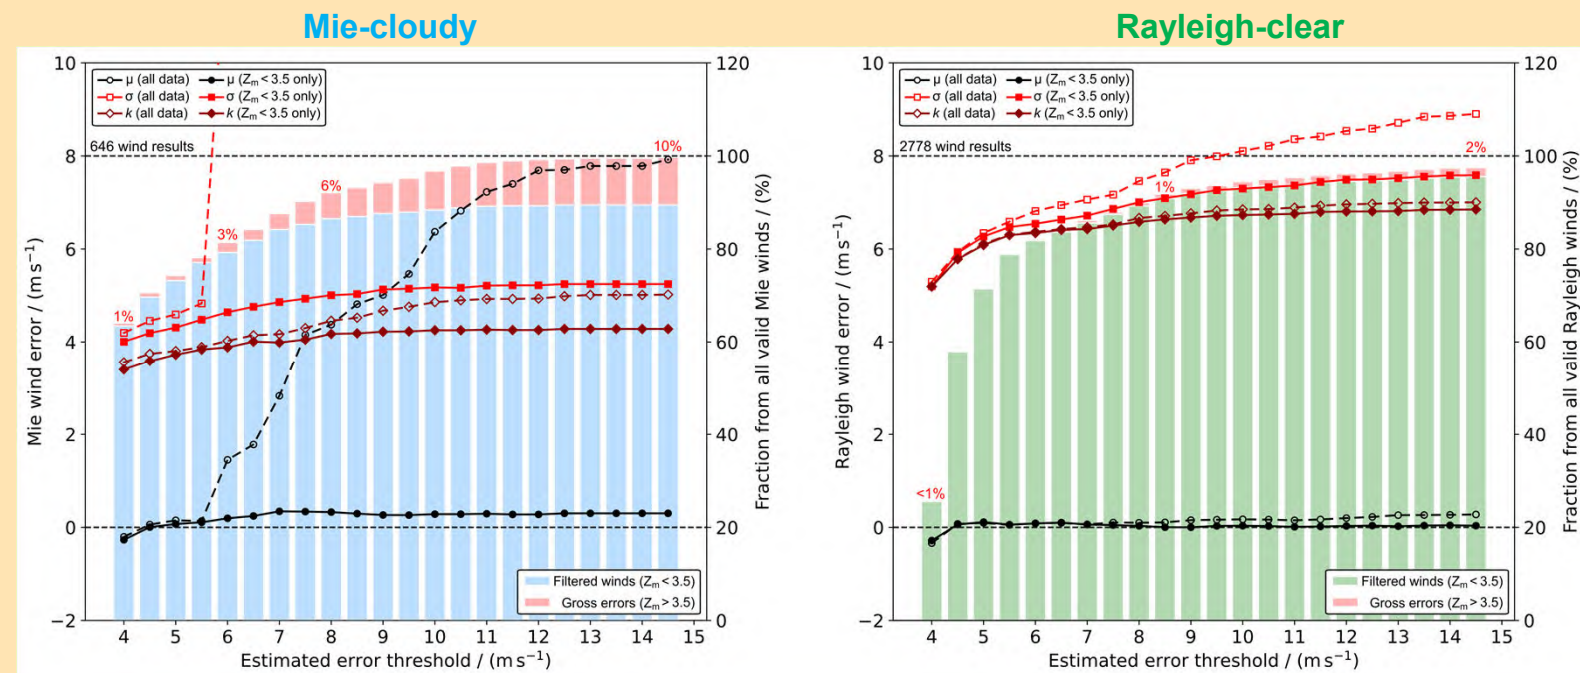 Mie-cloudy
10
8
6
4
2
0
−2
Mie wind error / (m s⁻¹)
μ (all data)
σ (all data)
k (all data)
μ (Zₘ < 3.5 only)
σ (Zₘ < 3.5 only)
k (Zₘ < 3.5 only)
646 wind results
1%
3%
6%
10%
Filtered winds (Zₘ < 3.5)
Gross errors (Zₘ > 3.5)
120
100
80
60
40
20
0
Fraction from all valid Mie winds / (%)
4 5 6 7 8 9 10 11 12 13 14 15
Estimated error threshold / (m s⁻¹)
Rayleigh-clear
10
8
6
4
2
0
−2
Rayleigh wind error / (m s⁻¹)
μ (all data)
σ (all data)
k (all data)
μ (Zₘ < 3.5 only)
σ (Zₘ < 3.5 only)
k (Zₘ < 3.5 only)
2778 wind results
<1%
1%
2%
Filtered winds (Zₘ < 3.5)
Gross errors (Zₘ > 3.5)
120
100
80
60
40
20
0
Fraction from all valid Rayleigh winds / (%)
4 5 6 7 8 9 10 11 12 13 14 15
Estimated error threshold / (m s⁻¹)